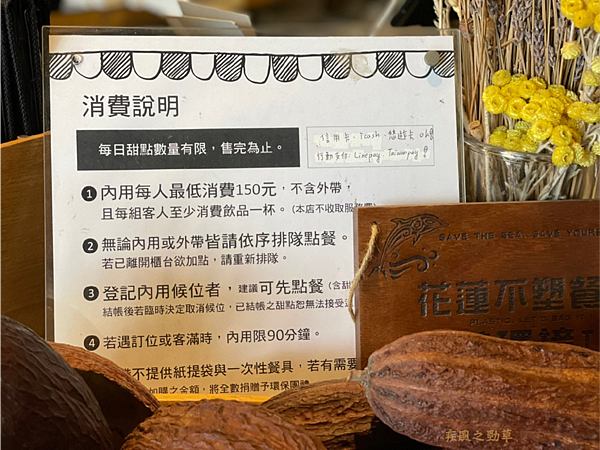 消費說明
每日甜點數量有限,售完為止。
信用卡.icash.悠遊卡 ok!
行動支付:Linepay.Taiwanpay
1 內用每人最低消費150元,不含外帶,
且每組客人至少消費飲品一杯。(本店不收取服務費)
2 無論內用或外帶皆請依序排隊點餐。
若已離開櫃台欲加點,請重新排隊。
3 登記內用候位者,建議可先點餐(含甜
結帳後若臨時決定取消候位,已結帳之甜點恕無法接受
4 若遇訂位或客滿時,內用限90分鐘。
不提供紙提袋與一次性餐具,若有需要
加購之金額,將全數捐贈予環保團體
SAVE THE SEA, SAVE YOURSE
花蓮不塑餐
疾風之勁草